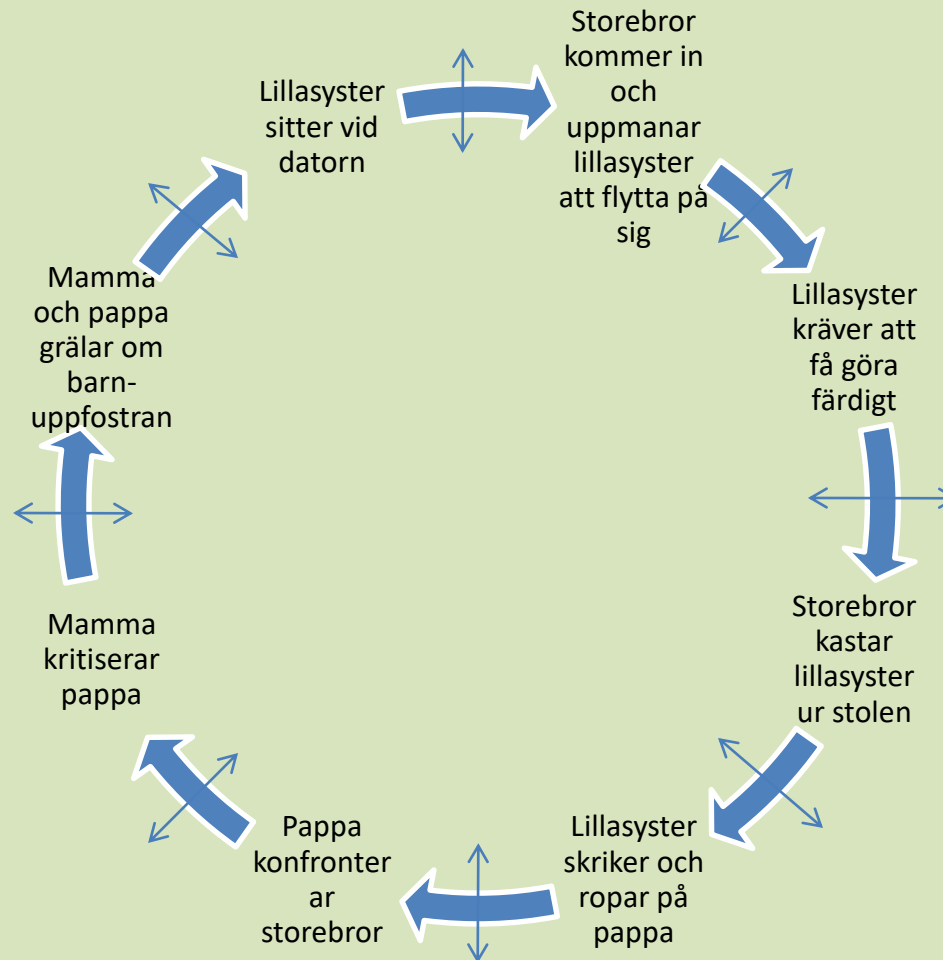 Lillasyster
sitter vid
datorn
Storebror
kommer in
och
uppmanar
lillasyster
att flytta på
sig
Lillasyster
kräver att
få göra
färdigt
Storebror
kastar
lillasyster
ur stolen
Lillasyster
skriker och
ropar på
pappa
Pappa
konfronter
ar
storebror
Mamma
kritiserar
pappa
Mamma
och pappa
grälar om
barn-
uppfostran